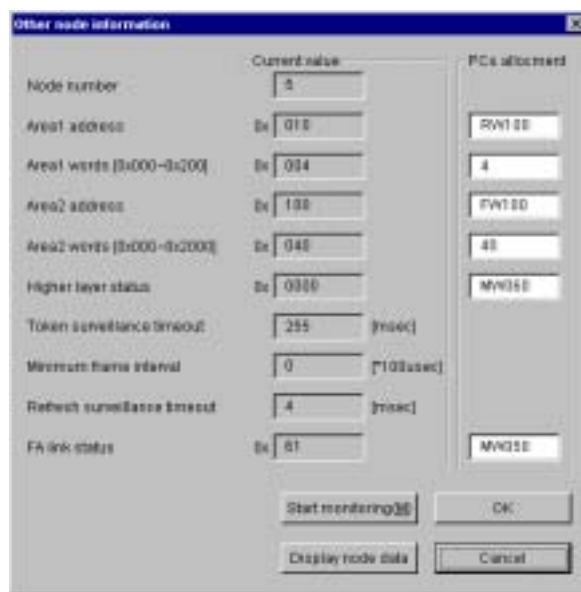 Other node information
Current value PCs allocment
Node number 5
Area1 address 0x 010 RW100
Area1 words [0x000~0x200] 0x 004 4
Area2 address 0x 100 FW100
Area2 words [0x000~0x2000] 0x 040 40
Higher layer status 0x 0000 MW060
Token surveillance timeout 255 [msec]
Minimum frame interval 0 [*100usec]
Refresh surveillance timeout 4 [msec]
FA link status 0x 61 MW050
Start monitoring(M) OK
Display node data Cancel